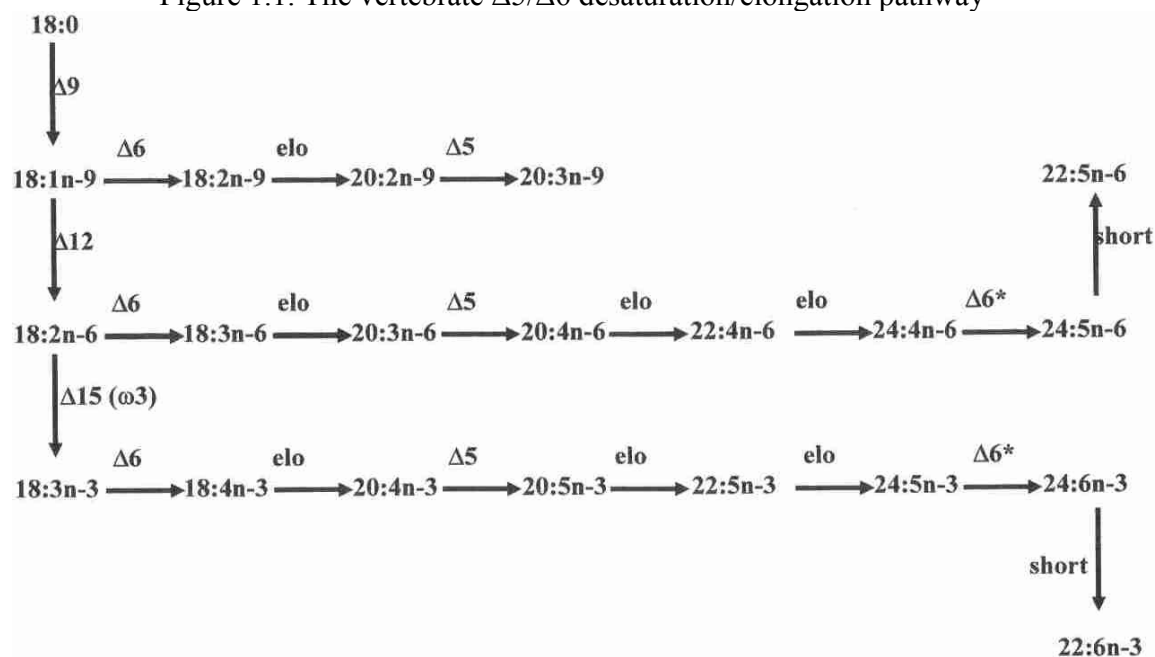 Figure 1.1: The vertebrate Δ5/Δ6 desaturation/elongation pathway
18:0
Δ9
Δ6 elo Δ5
18:1n-9 18:2n-9 20:2n-9 20:3n-9 22:5n-6
Δ12 short
Δ6 elo Δ5 elo elo Δ6*
18:2n-6 18:3n-6 20:3n-6 20:4n-6 22:4n-6 24:4n-6 24:5n-6
Δ15 (ω3)
Δ6 elo Δ5 elo elo Δ6*
18:3n-3 18:4n-3 20:4n-3 20:5n-3 22:5n-3 24:5n-3 24:6n-3
short
22:6n-3